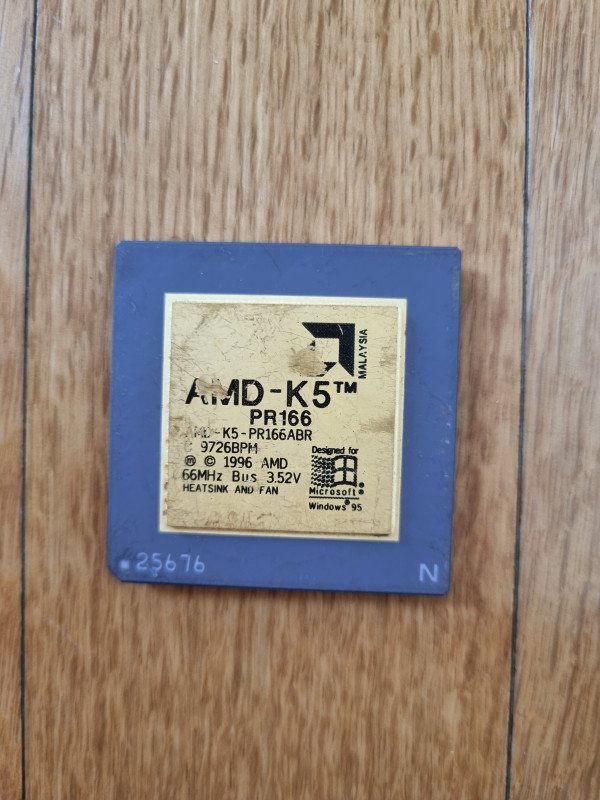 MALAYSIA
AMD-K5™
PR166
AMD-K5-PR166ABR
C 9726BPM
Ⓜ © 1996 AMD
66MHz Bus 3.52V
HEATSINK AND FAN
Designed for
Microsoft®
Windows®95
25676
N